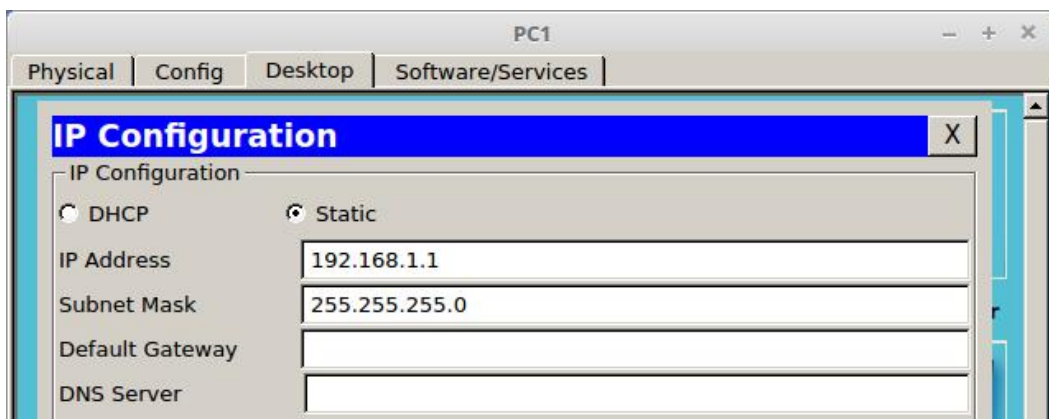 PC1
Physical Config Desktop Software/Services
IP Configuration X
IP Configuration
DHCP Static
IP Address 192.168.1.1
Subnet Mask 255.255.255.0
r
Default Gateway
DNS Server